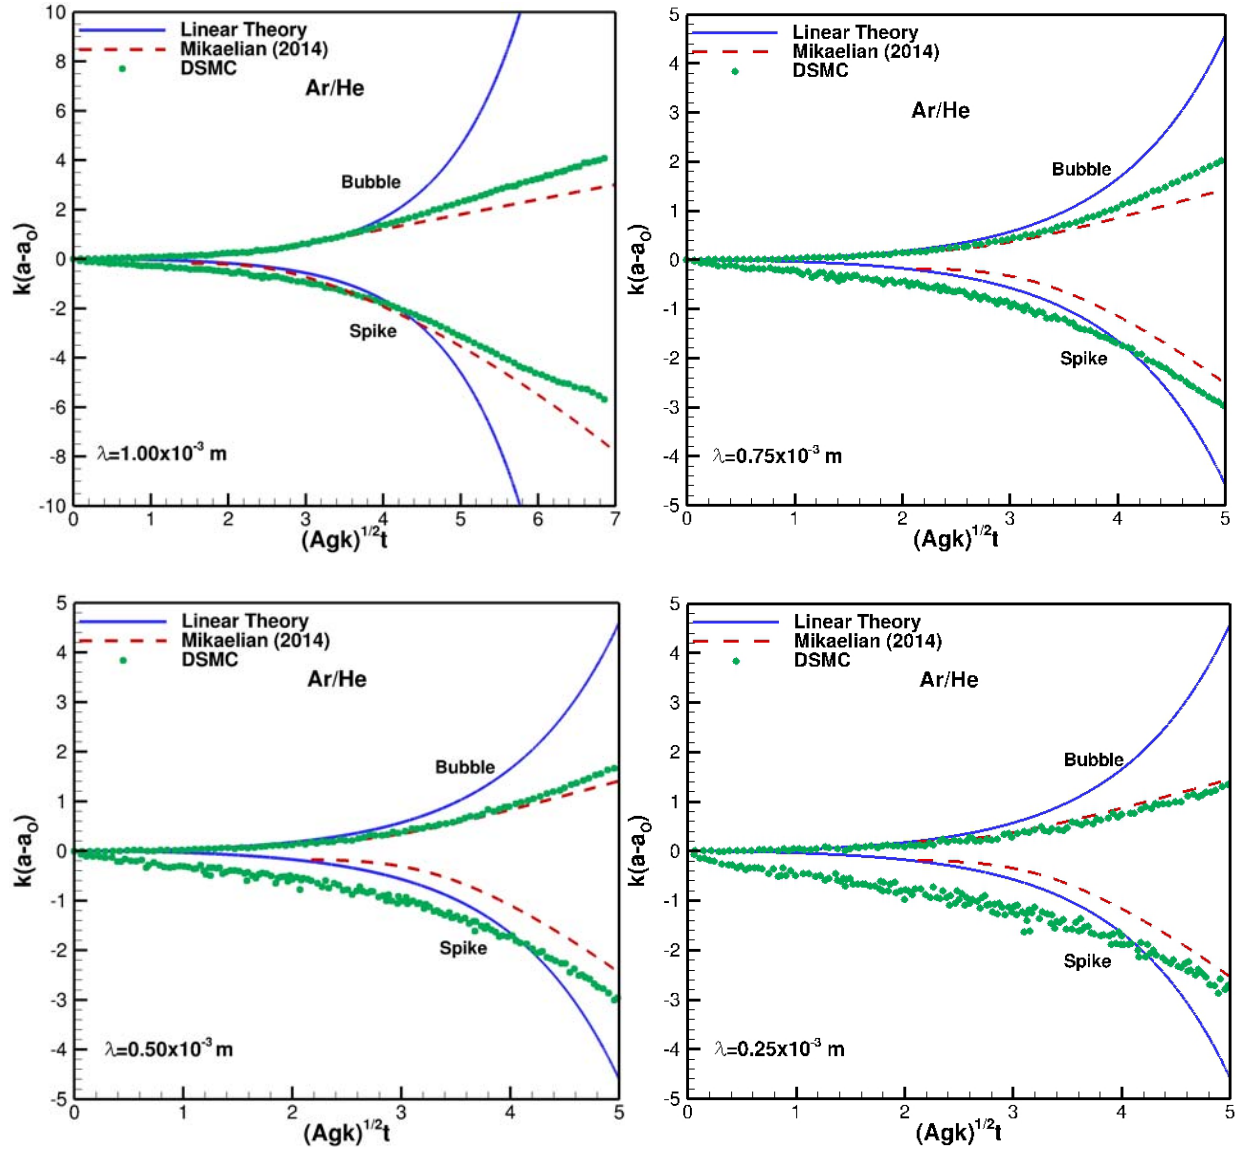 Linear Theory
Mikaelian (2014)
DSMC
Ar/He
Bubble
Spike
λ=1.00x10⁻³ m
k(a-a₀)
10
8
6
4
2
0
-2
-4
-6
-8
-10
0 1 2 3 4 5 6 7
(Agk)¹/²t
Linear Theory
Mikaelian (2014)
DSMC
Ar/He
Bubble
Spike
λ=0.75x10⁻³ m
k(a-a₀)
5
4
3
2
1
0
-1
-2
-3
-4
-5
0 1 2 3 4 5
(Agk)¹/²t
Linear Theory
Mikaelian (2014)
DSMC
Ar/He
Bubble
Spike
λ=0.50x10⁻³ m
k(a-a₀)
5
4
3
2
1
0
-1
-2
-3
-4
-5
0 1 2 3 4 5
(Agk)¹/²t
Linear Theory
Mikaelian (2014)
DSMC
Ar/He
Bubble
Spike
λ=0.25x10⁻³ m
k(a-a₀)
5
4
3
2
1
0
-1
-2
-3
-4
-5
0 1 2 3 4 5
(Agk)¹/²t